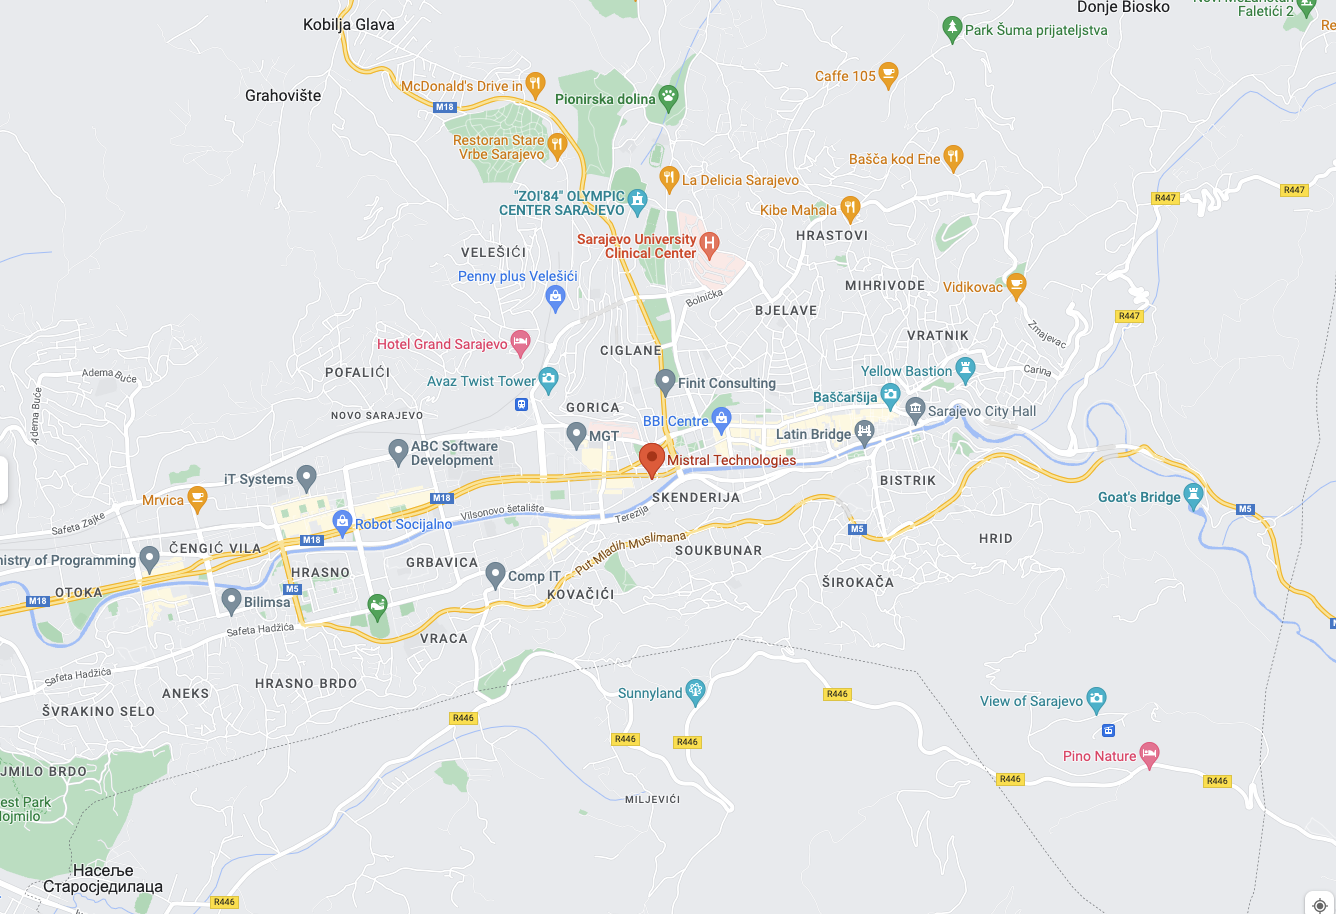 Kobilja Glava
Donje Biosko
Faletići 2
Park Šuma prijateljstva
Re
Caffe 105
McDonald's Drive in
Grahovište
Pionirska dolina
M18
Restoran Stare
Vrbe Sarajevo
Bašča kod Ene
La Delicia Sarajevo
R447
R447
"ZOI'84" OLYMPIC
CENTER SARAJEVO
Kibe Mahala
HRASTOVI
Sarajevo University
Clinical Center
VELEŠIĆI
Penny plus Velešići
MIHRIVODE
Vidikovac
Bolnička
BJELAVE
R447
Zmajevac
VRATNIK
Hotel Grand Sarajevo
CIGLANE
POFALIĆI
Adema Buće
Adema Buće
Avaz Twist Tower
Finit Consulting
Yellow Bastion
Carina
Baščaršija
GORICA
NOVO SARAJEVO
BBI Centre
Sarajevo City Hall
MGT
Latin Bridge
ABC Software
Development
Mistral Technologies
iT Systems
BISTRIK
SKENDERIJA
Mrvica
M18
Goat's Bridge
M5
Vilsonovo šetalište
Terezija
Safeta Zajke
Robot Socijalno
M5
M18
Put Mladih Muslimana
HRID
ČENGIĆ VILA
SOUKBUNAR
nistry of Programming
GRBAVICA
HRASNO
Comp IT
ŠIROKAČA
OTOKA
M5
KOVAČIĆI
M18
Bilimsa
Safeta Hadžića
VRACA
Safeta Hadžića
HRASNO BRDO
ANEKS
Sunnyland
R446
View of Sarajevo
ŠVRAKINO SELO
R446
R446
R446
Pino Nature
JMILO BRDO
R446
R446
MILJEVIĆI
est Park
Mojmilo
Насеље
Старосједилаца
R446